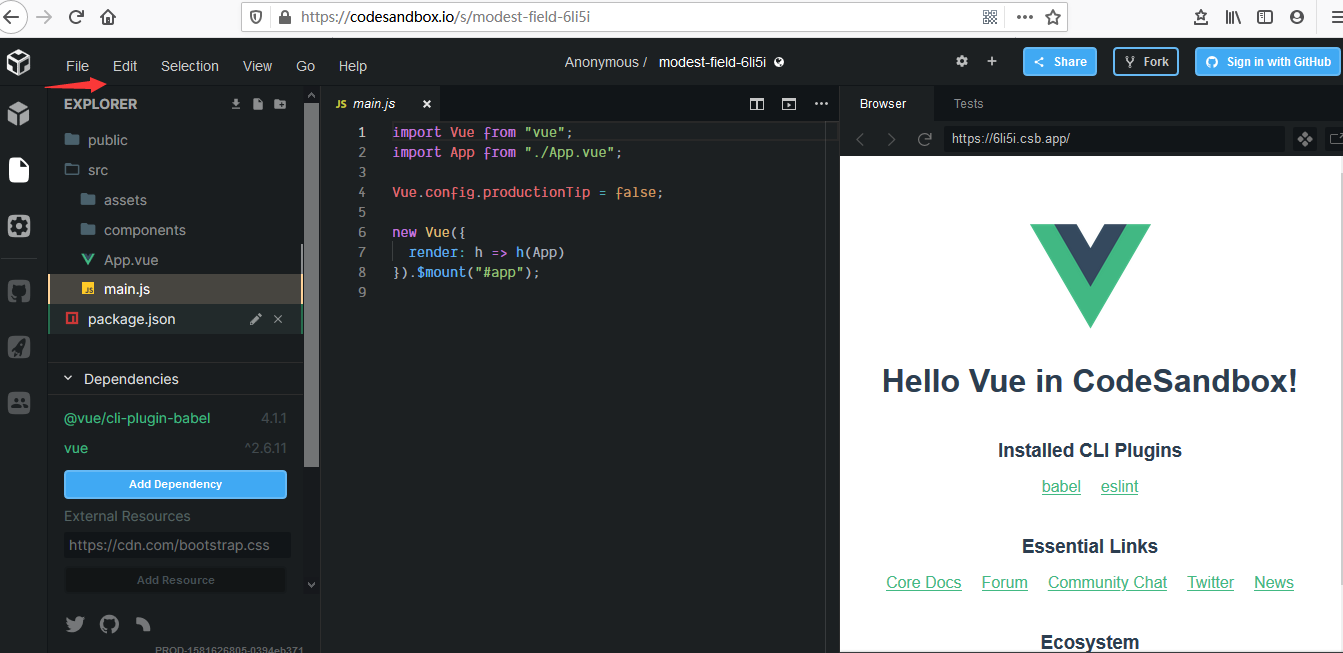 https://codesandbox.io/s/modest-field-6li5i
File Edit Selection View Go Help
Anonymous / modest-field-6li5i
Share Fork Sign in with GitHub
EXPLORER
public
src
assets
components
App.vue
JS main.js
package.json
Dependencies
@vue/cli-plugin-babel 4.1.1
vue ^2.6.11
Add Dependency
External Resources
https://cdn.com/bootstrap.css
Add Resource
PROD-1581626805-0394eb371
JS main.js
1 import Vue from "vue";
2 import App from "./App.vue";
3
4 Vue.config.productionTip = false;
5
6 new Vue({
7 render: h => h(App)
8 }).$mount("#app");
9
Browser Tests
https://6li5i.csb.app/
Hello Vue in CodeSandbox!
Installed CLI Plugins
babel eslint
Essential Links
Core Docs Forum Community Chat Twitter News
Ecosystem